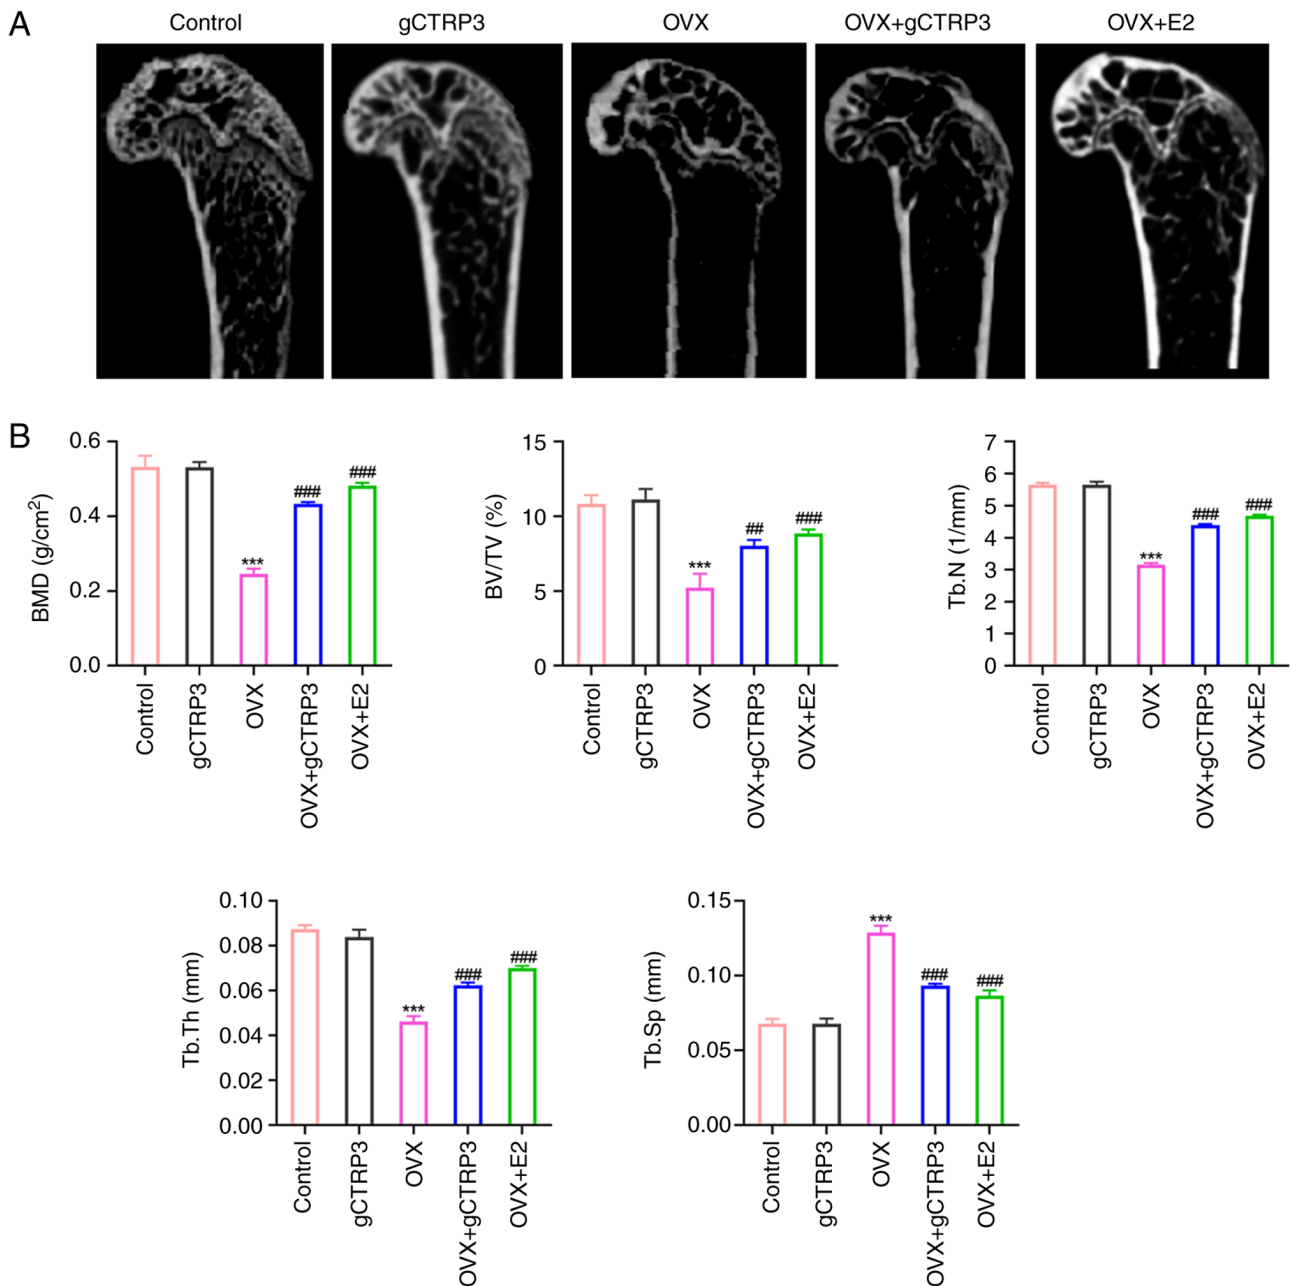 A
Control
gCTRP3
OVX
OVX+gCTRP3
OVX+E2
B
BMD (g/cm2)
0.6
0.4
0.2
0.0
***
###
###
Control
gCTRP3
OVX
OVX+gCTRP3
OVX+E2
BV/TV (%)
15
10
5
0
***
##
###
Control
gCTRP3
OVX
OVX+gCTRP3
OVX+E2
Tb.N (1/mm)
7
6
5
4
3
2
1
0
***
###
###
Control
gCTRP3
OVX
OVX+gCTRP3
OVX+E2
Tb.Th (mm)
0.10
0.08
0.06
0.04
0.02
0.00
***
###
###
Control
gCTRP3
OVX
OVX+gCTRP3
OVX+E2
Tb.Sp (mm)
0.15
0.10
0.05
0.00
***
###
###
Control
gCTRP3
OVX
OVX+gCTRP3
OVX+E2